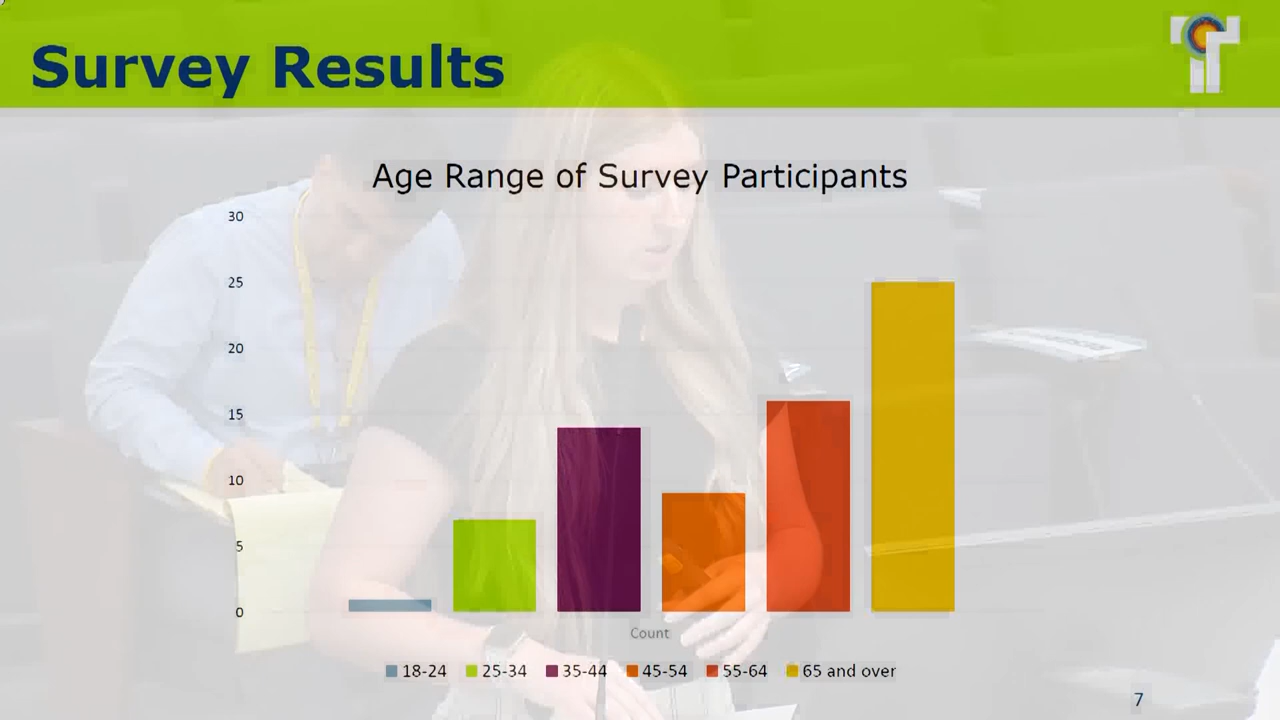 Survey Results
Age Range of Survey Participants
30
25
20
15
10
5
0
Count
18-24 25-34 35-44 45-54 55-64 65 and over
7